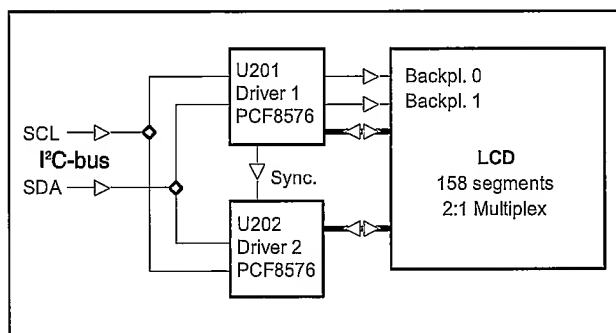 U201
Driver 1
PCF8576
Backpl. 0
Backpl. 1
SCL
I²C-bus
SDA
Sync.
LCD
158 segments
2:1 Multiplex
U202
Driver 2
PCF8576